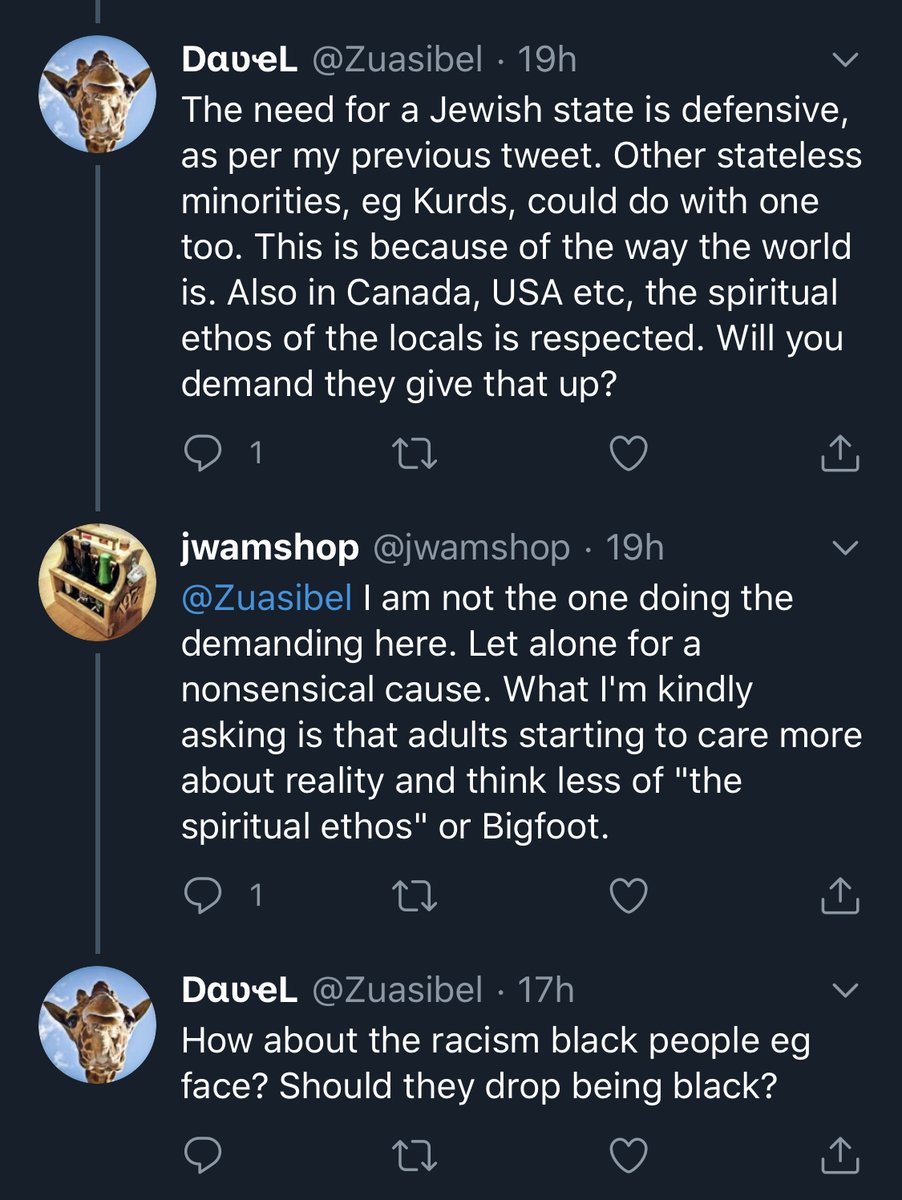 DaʋeL @Zuasibel · 19h
The need for a Jewish state is defensive,
as per my previous tweet. Other stateless
minorities, eg Kurds, could do with one
too. This is because of the way the world
is. Also in Canada, USA etc, the spiritual
ethos of the locals is respected. Will you
demand they give that up?
1
jwamshop @jwamshop · 19h
@Zuasibel I am not the one doing the
demanding here. Let alone for a
nonsensical cause. What I'm kindly
asking is that adults starting to care more
about reality and think less of "the
spiritual ethos" or Bigfoot.
1
DaʋeL @Zuasibel · 17h
How about the racism black people eg
face? Should they drop being black?